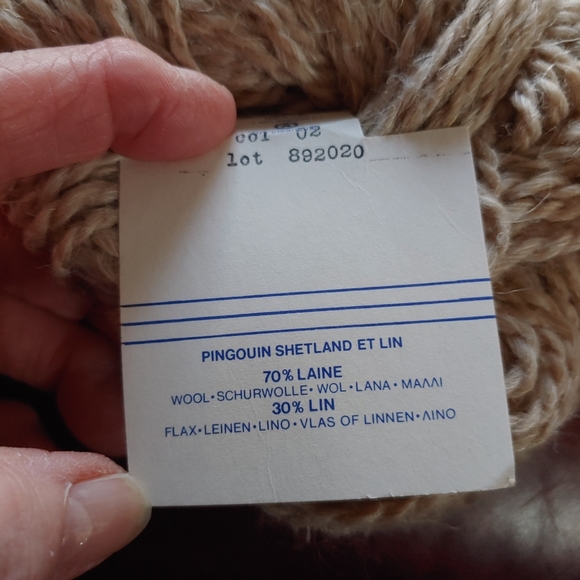 col 02
lot 892020
PINGOUIN SHETLAND ET LIN
70% LAINE
WOOL•SCHURWOLLE•WOL•LANA•ΜΑΛΛΙ
30% LIN
FLAX•LEINEN•LINO•VLAS OF LINNEN•ΛΙΝΟ